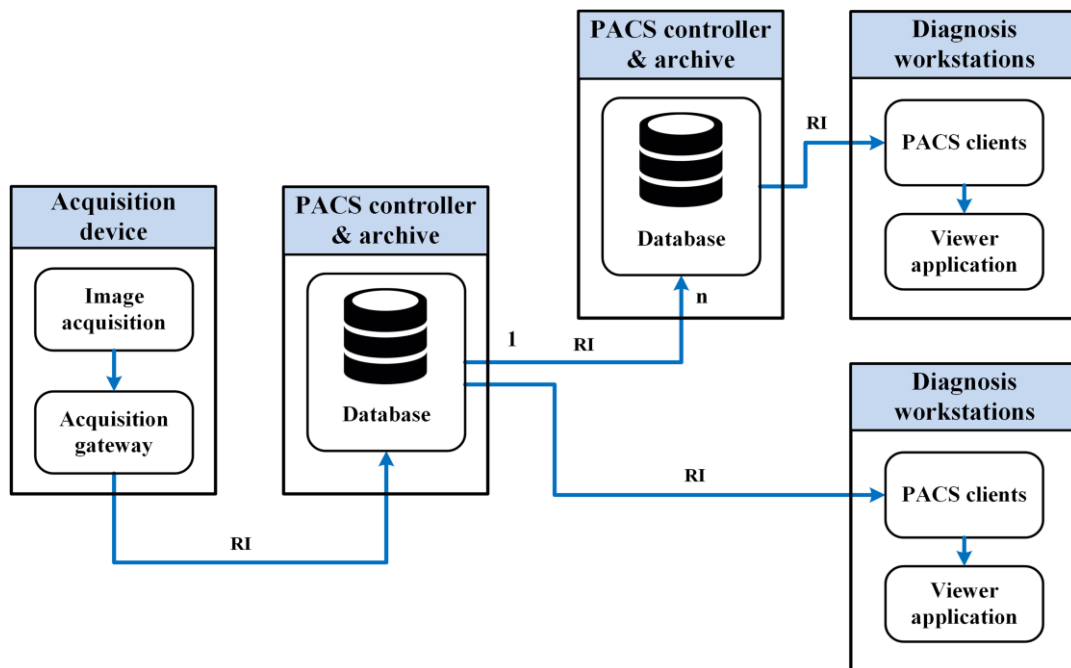 PACS controller
& archive
Database
n
Diagnosis
workstations
RI
PACS clients
Viewer
application
Acquisition
device
Image
acquisition
Acquisition
gateway
RI
PACS controller
& archive
Database
1
RI
RI
Diagnosis
workstations
PACS clients
Viewer
application